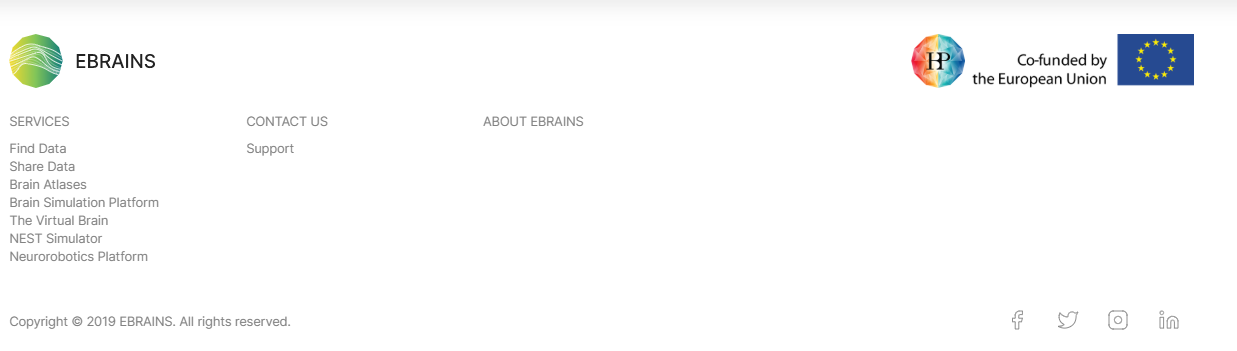 EBRAINS
HP
Co-funded by
the European Union
SERVICES
Find Data
Share Data
Brain Atlases
Brain Simulation Platform
The Virtual Brain
NEST Simulator
Neurorobotics Platform
CONTACT US
Support
ABOUT EBRAINS
Copyright © 2019 EBRAINS. All rights reserved.